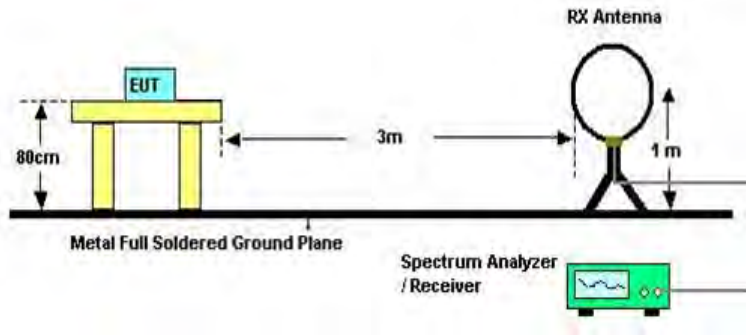 RX Antenna
EUT
80cm
3m
1 m
Metal Full Soldered Ground Plane
Spectrum Analyzer
/ Receiver